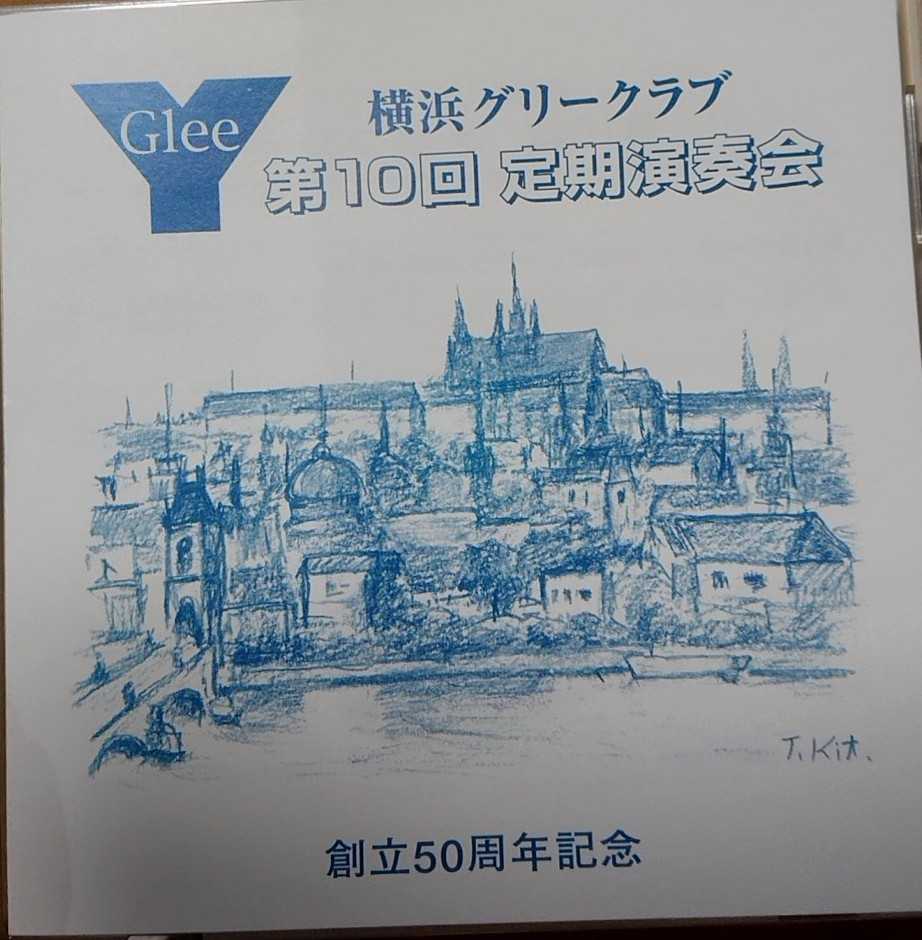 Glee
横浜グリークラブ
第10回 定期演奏会
T.Kit.
創立50周年記念